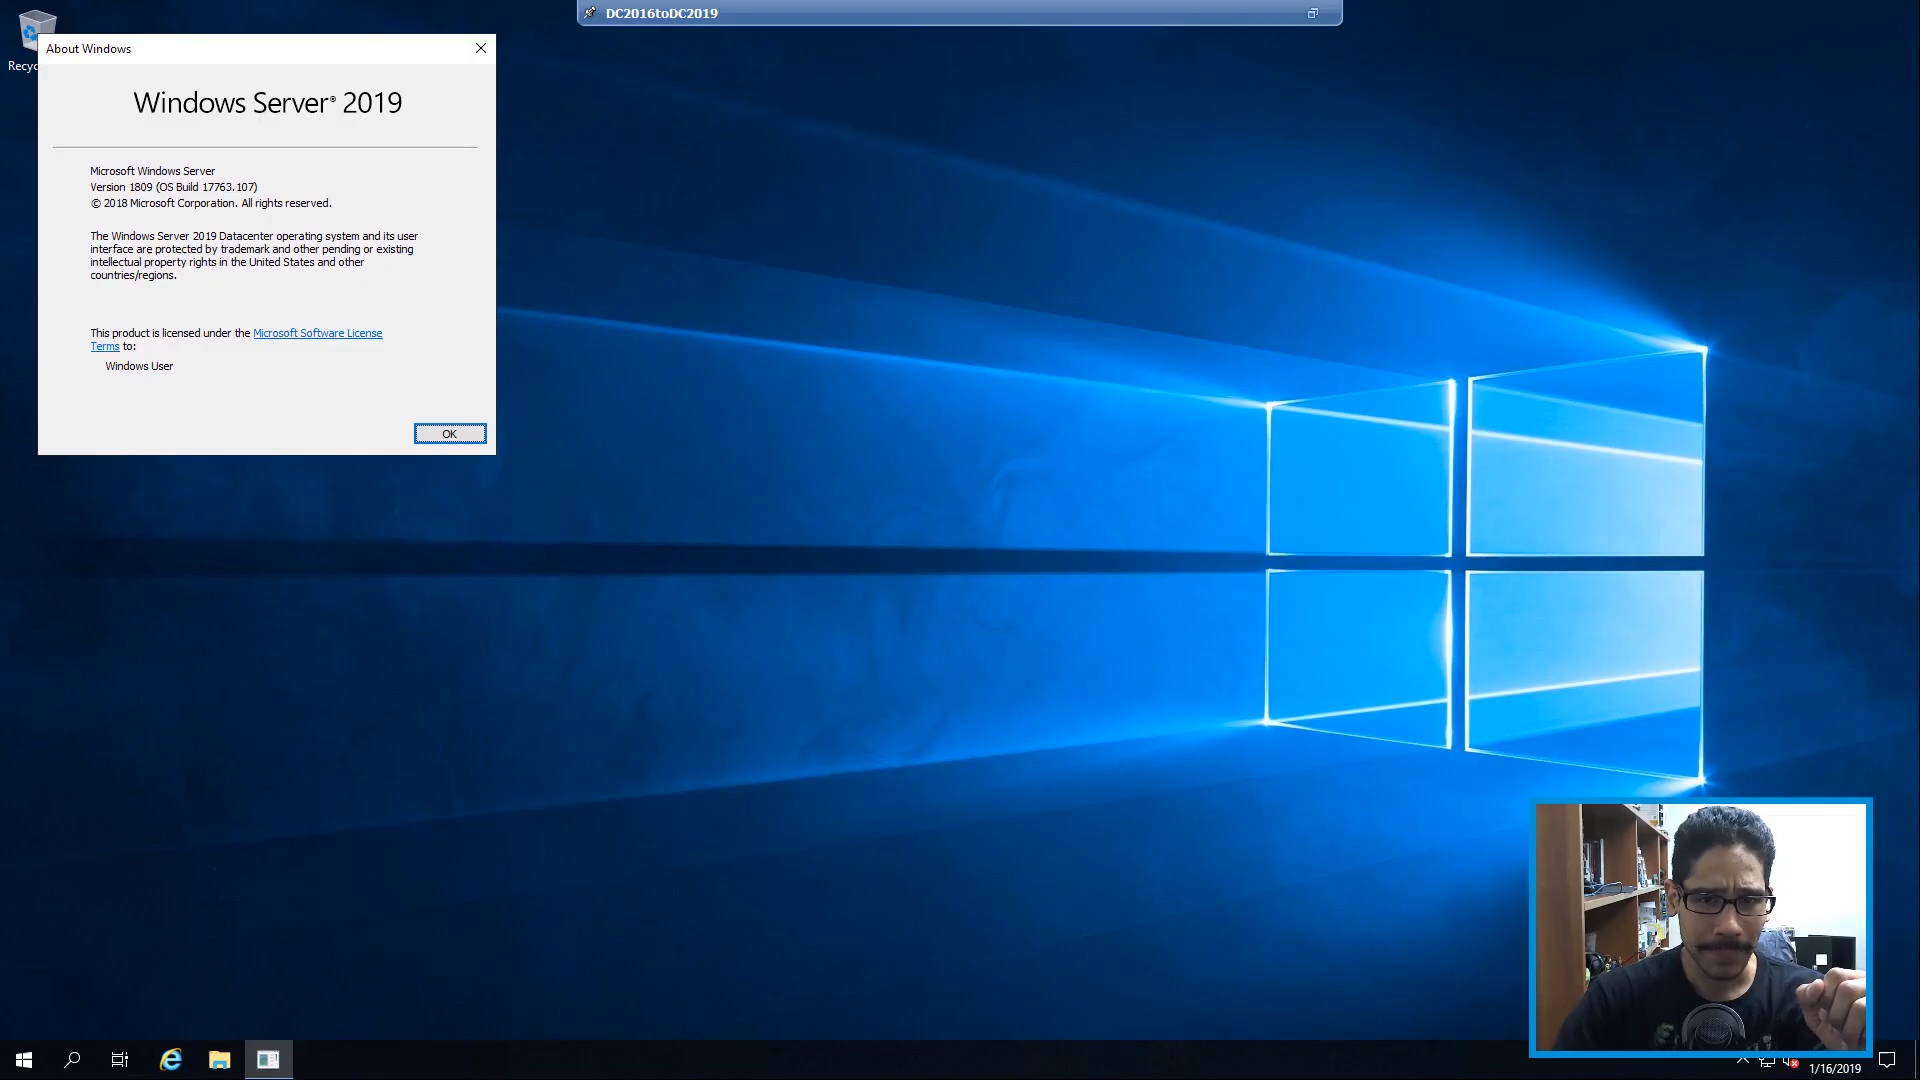 DC2016toDC2019
About Windows
Windows Server® 2019
Microsoft Windows Server
Version 1809 (OS Build 17763.107)
© 2018 Microsoft Corporation. All rights reserved.
The Windows Server 2019 Datacenter operating system and its user
interface are protected by trademark and other pending or existing
intellectual property rights in the United States and other
countries/regions.
This product is licensed under the Microsoft Software License
Terms to:
Windows User
OK
Recyc
1/16/2019